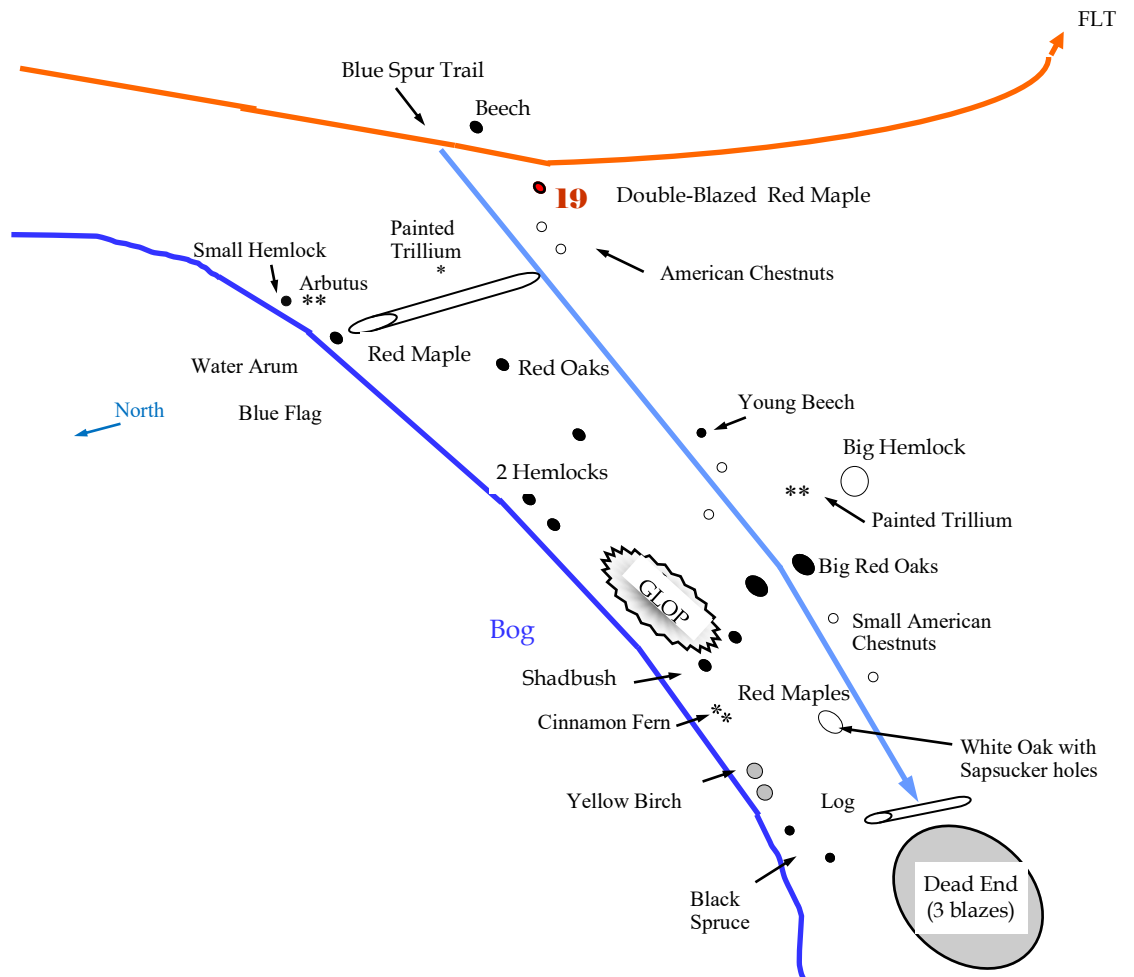 FLT
Blue Spur Trail
Beech
19
Double-Blazed Red Maple
Painted
Trillium
*
Small Hemlock
Arbutus
**
American Chestnuts
Red Maple
Water Arum
Red Oaks
North
Blue Flag
Young Beech
Big Hemlock
2 Hemlocks
**
Painted Trillium
Big Red Oaks
GLOP
Bog
Small American
Chestnuts
Shadbush
Red Maples
Cinnamon Fern
**
White Oak with
Sapsucker holes
Yellow Birch
Log
Black
Spruce
Dead End
(3 blazes)